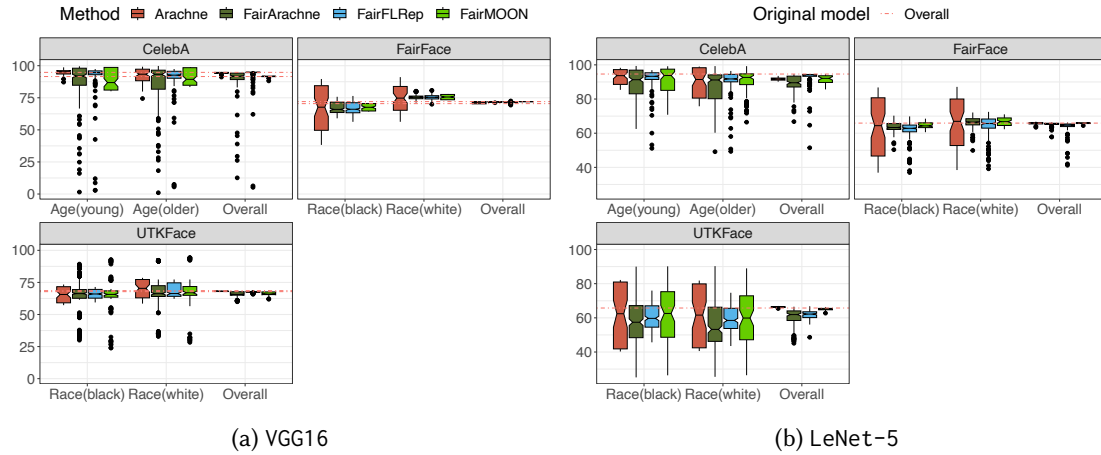 Method Arachne FairArachne FairFLRep FairMOON Original model Overall
CelebA FairFace
100
75
50
25
0
Age(young) Age(older) Overall Race(black) Race(white) Overall
UTKFace
100
75
50
25
0
Race(black) Race(white) Overall
(a) VGG16
CelebA FairFace
100
80
60
40
Age(young) Age(older) Overall Race(black) Race(white) Overall
UTKFace
100
80
60
40
Race(black) Race(white) Overall
(b) LeNet-5